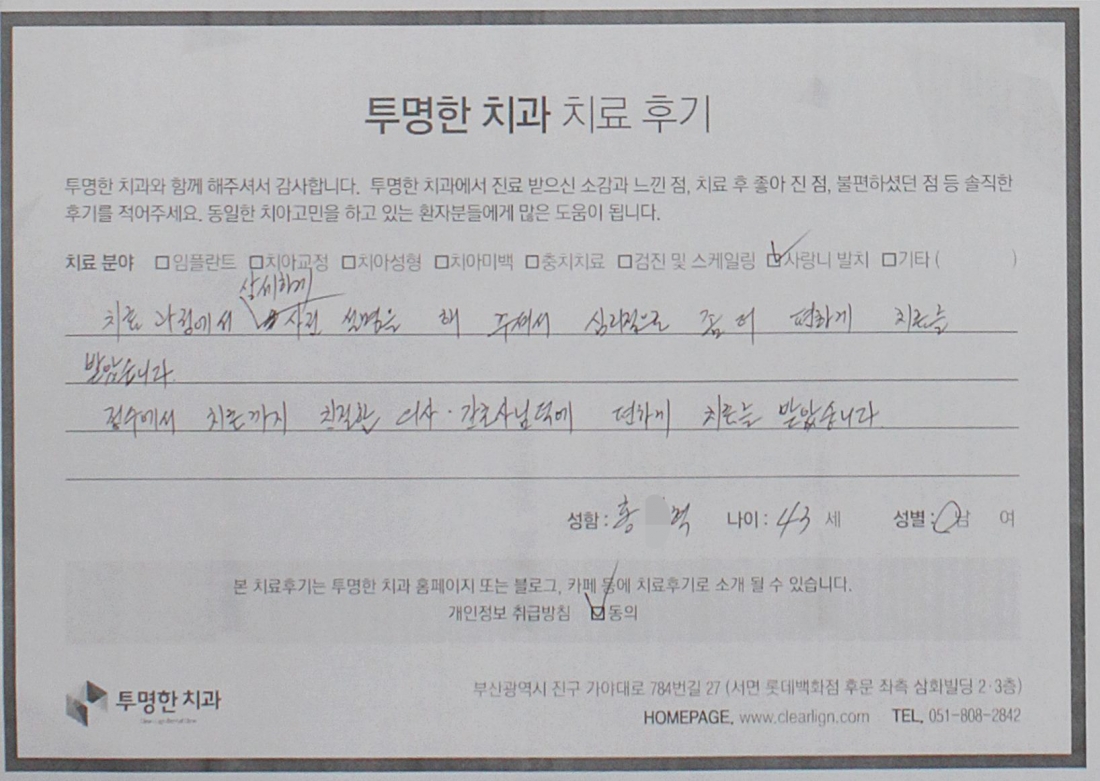 투명한 치과 치료 후기
투명한 치과와 함께 해주셔서 감사합니다. 투명한 치과에서 진료 받으신 소감과 느낀 점, 치료 후 좋아 진 점, 불편하셨던 점 등 솔직한
후기를 적어주세요. 동일한 치아고민을 하고 있는 환자분들에게 많은 도움이 됩니다.
치료 분야 □임플란트 □치아교정 □치아성형 □치아미백 □충치치료 □검진 및 스케일링 ☑사랑니 발치 □기타 ( )
상세하게
치료 과정에서 사전 설명을 해 주셔서 심리적으로 좀 더 편하게 치료를
받았습니다.
접수에서 치료까지 친절한 의사·간호사님덕에 편하게 치료를 받았습니다.
성함 : 홍 혁 나이 : 43 세 성별 : 남 여
본 치료후기는 투명한 치과 홈페이지 또는 블로그, 카페 등에 치료후기로 소개 될 수 있습니다.
개인정보 취급방침 ☑동의
투명한 치과
부산광역시 진구 가야대로 784번길 27 (서면 롯데백화점 후문 좌측 삼화빌딩 2·3층)
HOMEPAGE. www.clearlign.com TEL. 051-808-2842